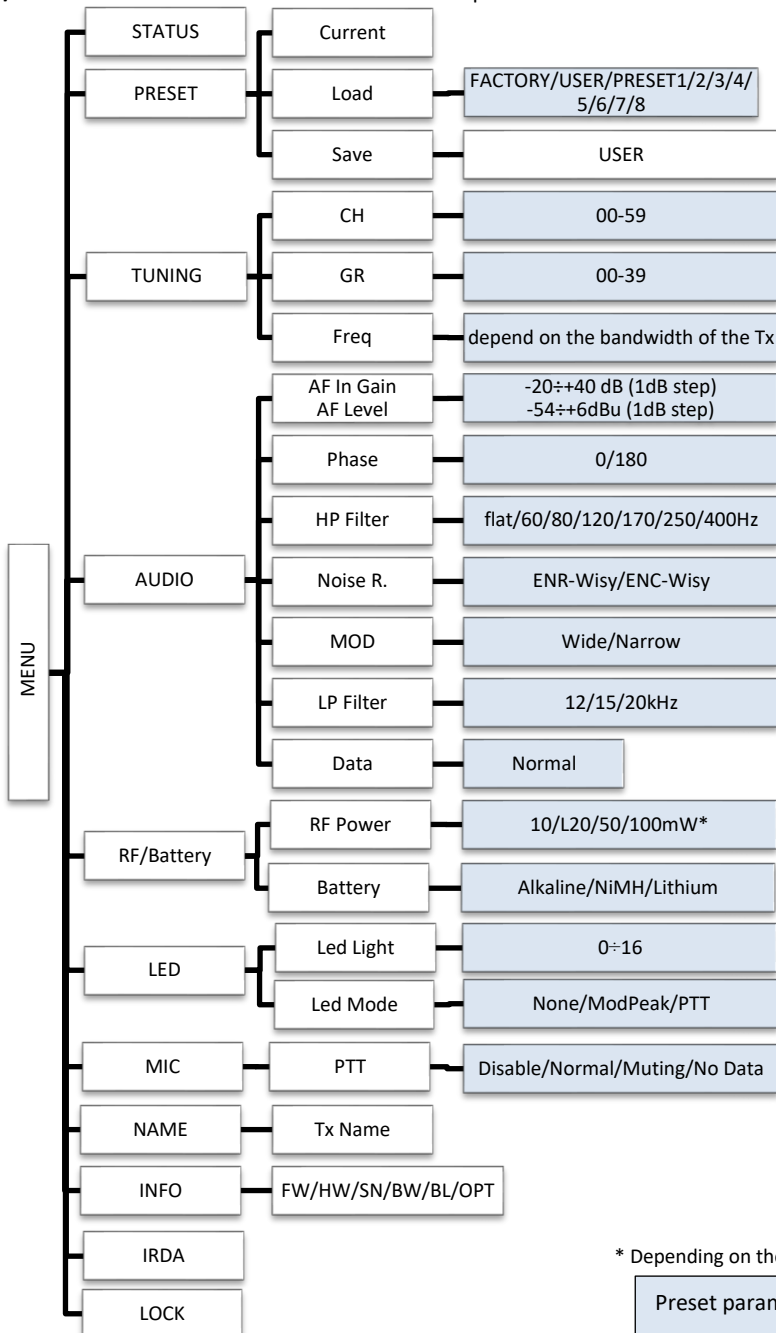 STATUS
Current
PRESET
Load
FACTORY/USER/PRESET1/2/3/4/
5/6/7/8
Save
USER
CH
00-59
TUNING
GR
00-39
Freq
depend on the bandwidth of the Tx
AF In Gain
AF Level
-20÷+40 dB (1dB step)
-54÷+6dBu (1dB step)
Phase
0/180
HP Filter
flat/60/80/120/170/250/400Hz
AUDIO
Noise R.
ENR-Wisy/ENC-Wisy
MENU
MOD
Wide/Narrow
LP Filter
12/15/20kHz
Data
Normal
RF/Battery
RF Power
10/L20/50/100mW*
Battery
Alkaline/NiMH/Lithium
LED
Led Light
0÷16
Led Mode
None/ModPeak/PTT
MIC
PTT
Disable/Normal/Muting/No Data
NAME
Tx Name
INFO
FW/HW/SN/BW/BL/OPT
IRDA
* Depending on the
LOCK
Preset param